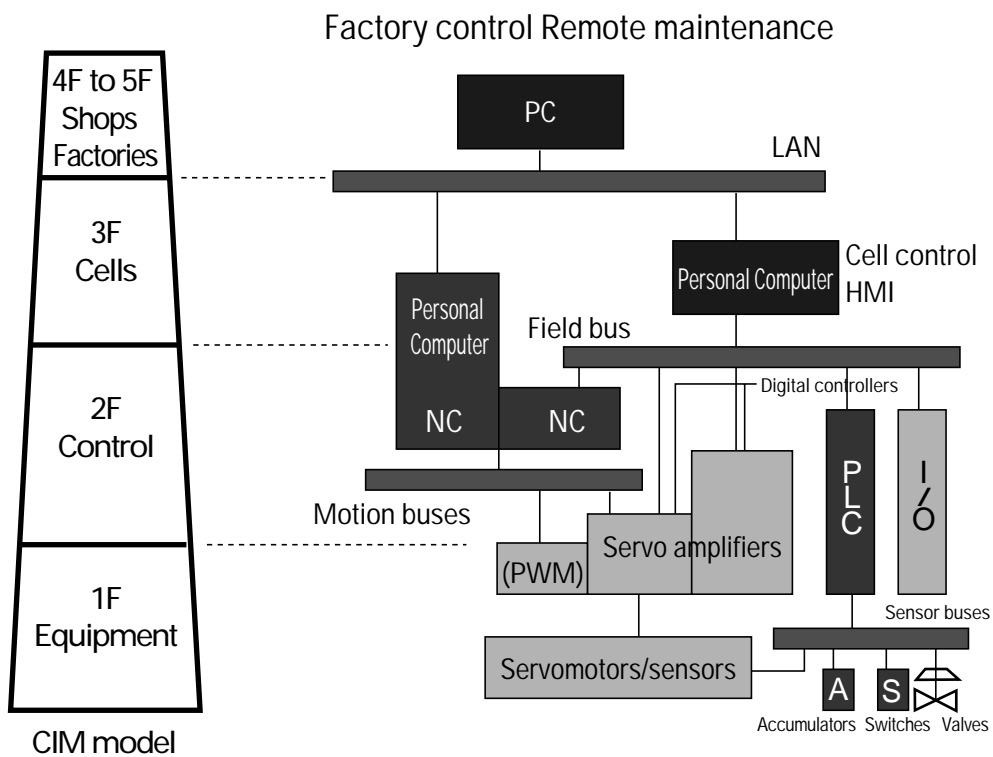 Factory control Remote maintenance
4F to 5F
Shops
Factories
PC
LAN
3F
Cells
Personal Computer
Cell control
HMI
Personal
Computer
Field bus
Digital controllers
2F
Control
NC
NC
PLC
I/O
Motion buses
Servo amplifiers
(PWM)
1F
Equipment
Sensor buses
Servomotors/sensors
A
S
Accumulators
Switches
Valves
CIM model